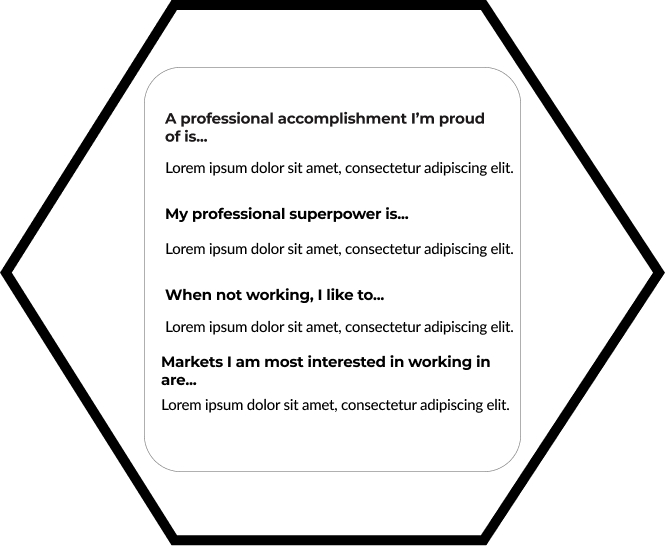 A professional accomplishment I’m proud
of is...
Lorem ipsum dolor sit amet, consectetur adipiscing elit.
My professional superpower is...
Lorem ipsum dolor sit amet, consectetur adipiscing elit.
When not working, I like to...
Lorem ipsum dolor sit amet, consectetur adipiscing elit.
Markets I am most interested in working in
are...
Lorem ipsum dolor sit amet, consectetur adipiscing elit.